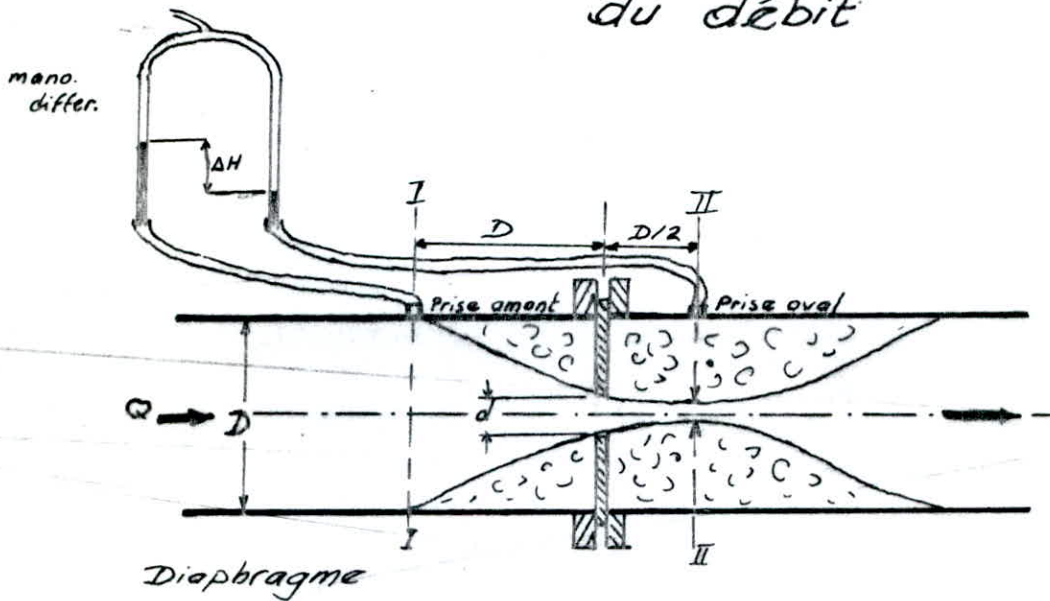 du débit
mano.
differ.
ΔH
I
II
D
D/2
Prise amont
Prise aval
Q
D
d
I
II
Diaphragme